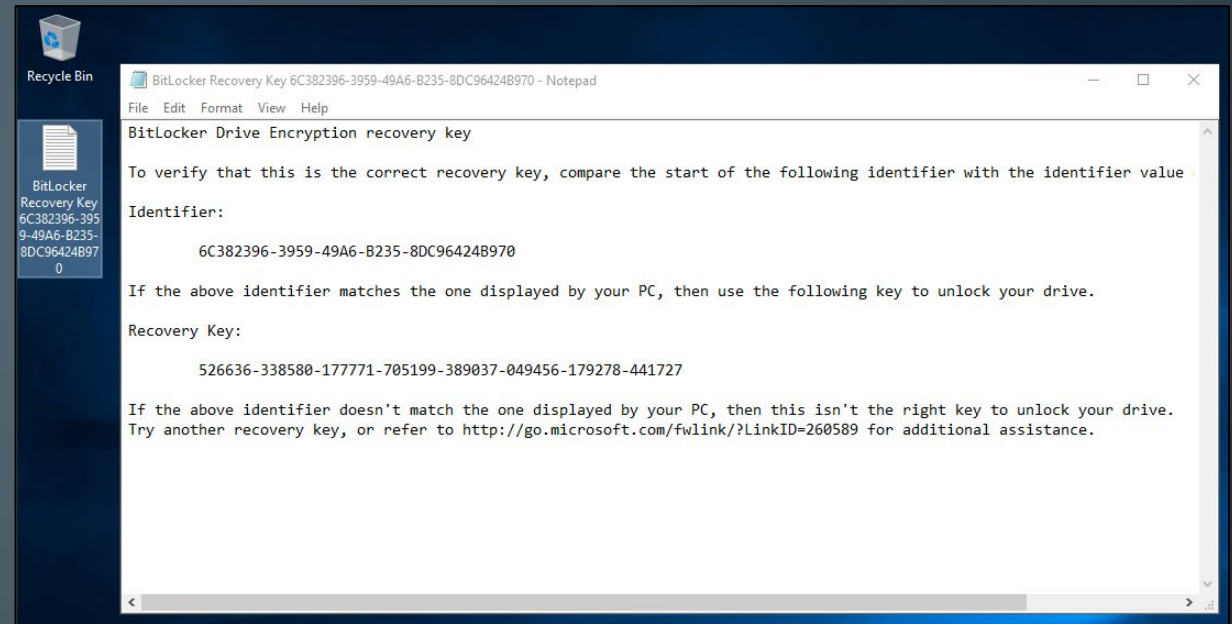 Recycle Bin
BitLocker
Recovery Key
6C382396-395
9-49A6-B235-
8DC96424B97
0
BitLocker Recovery Key 6C382396-3959-49A6-B235-8DC96424B970 - Notepad
File Edit Format View Help
BitLocker Drive Encryption recovery key
To verify that this is the correct recovery key, compare the start of the following identifier with the identifier value
Identifier:
6C382396-3959-49A6-B235-8DC96424B970
If the above identifier matches the one displayed by your PC, then use the following key to unlock your drive.
Recovery Key:
526636-338580-177771-705199-389037-049456-179278-441727
If the above identifier doesn't match the one displayed by your PC, then this isn't the right key to unlock your drive.
Try another recovery key, or refer to http://go.microsoft.com/fwlink/?LinkID=260589 for additional assistance.